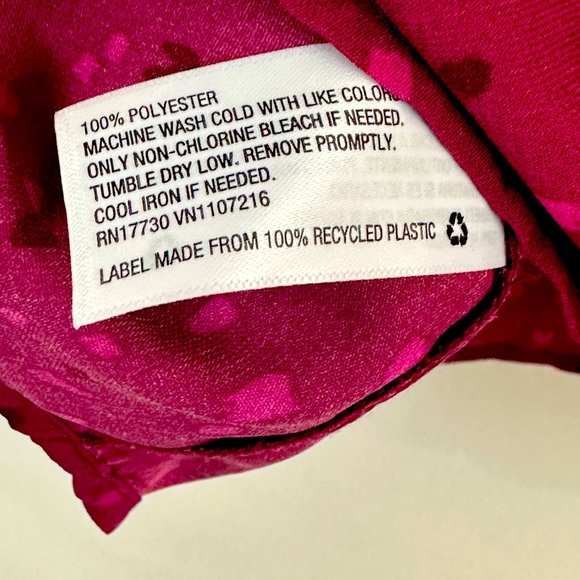 100% POLYESTER
MACHINE WASH COLD WITH LIKE COLORS
ONLY NON-CHLORINE BLEACH IF NEEDED.
TUMBLE DRY LOW. REMOVE PROMPTLY.
COOL IRON IF NEEDED.
RN17730 VN1107216
LABEL MADE FROM 100% RECYCLED PLASTIC